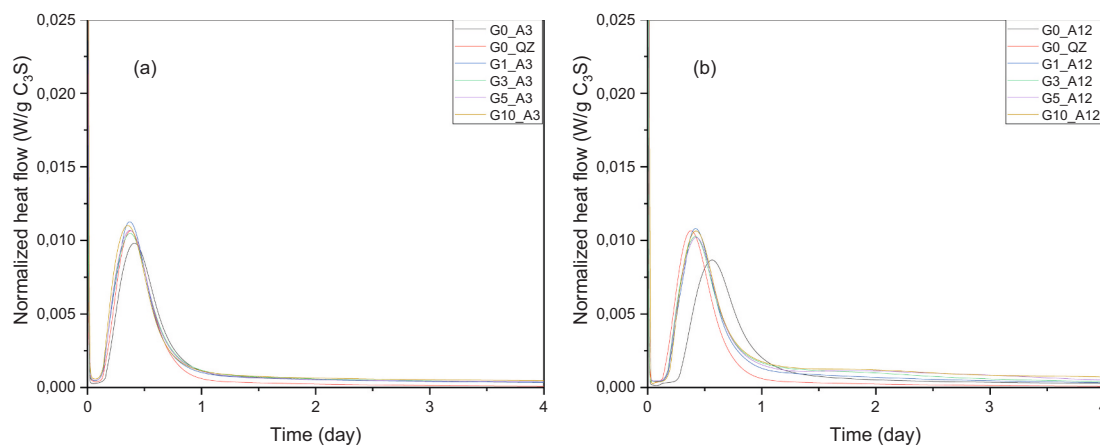 0,025
0,020
0,015
0,010
0,005
0,000
Normalized heat flow (W/g C₃S)
(a)
G0_A3
G0_QZ
G1_A3
G3_A3
G5_A3
G10_A3
0 1 2 3 4
Time (day)
0,025
0,020
0,015
0,010
0,005
0,000
Normalized heat flow (W/g C₃S)
(b)
G0_A12
G0_QZ
G1_A12
G3_A12
G5_A12
G10_A12
0 1 2 3 4
Time (day)